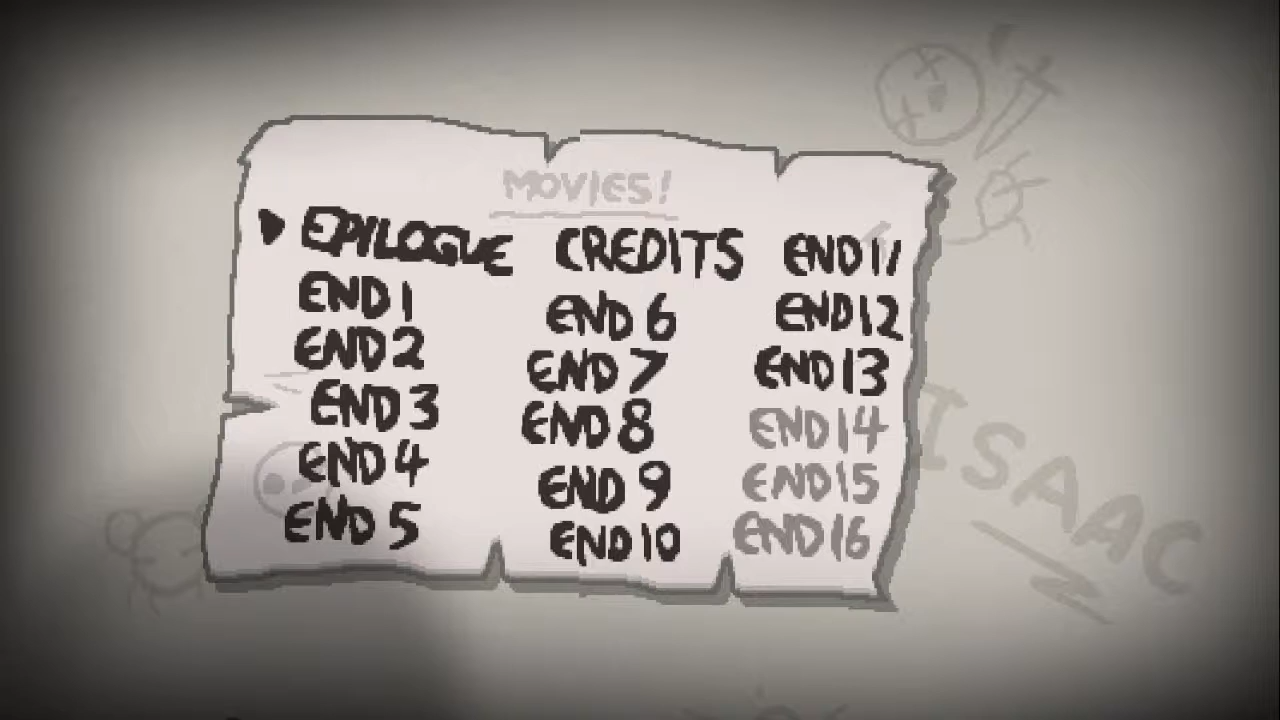 MOVIES!
EPILOGUE CREDITS END 11
END 1 END 6 END 12
END 2 END 7 END 13
END 3 END 8 END 14
END 4 END 9 END 15
END 5 END 10 END 16
ISAAC